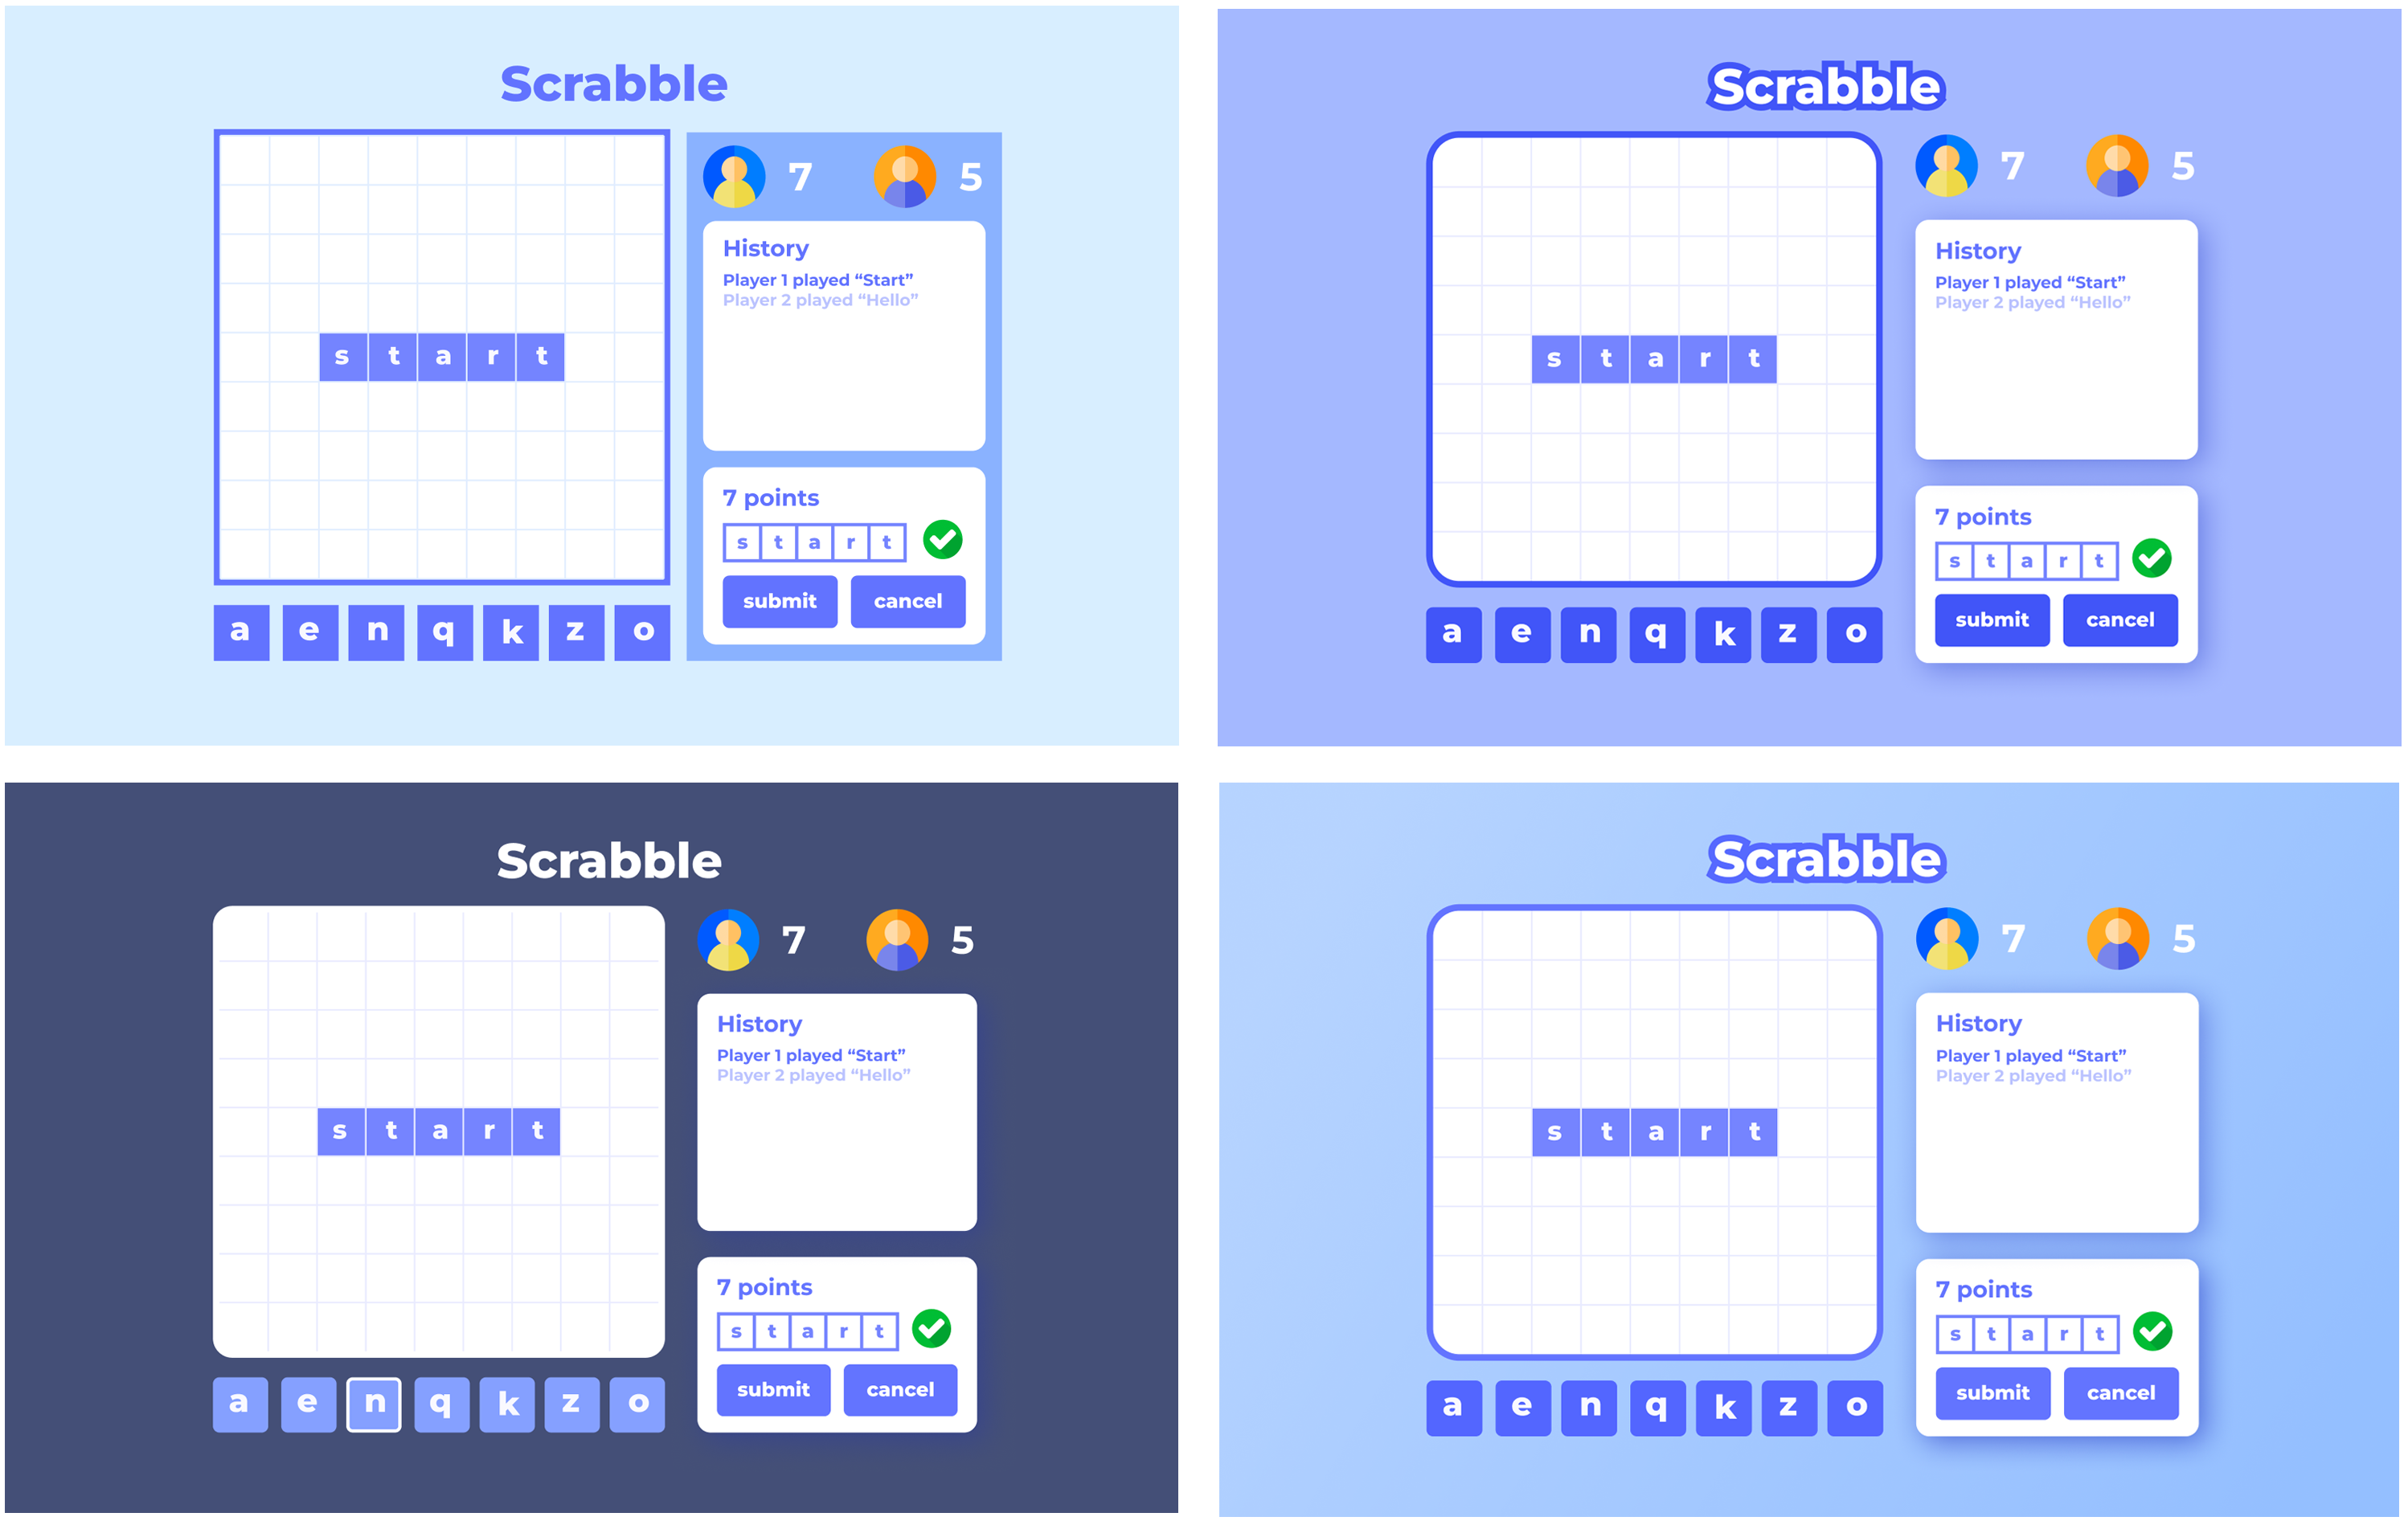 Scrabble
7 5
History
Player 1 played “Start”
Player 2 played “Hello”
s t a r t
7 points
s t a r t
submit cancel
a e n q k z o
Scrabble
7 5
History
Player 1 played “Start”
Player 2 played “Hello”
s t a r t
7 points
s t a r t
submit cancel
a e n q k z o
Scrabble
7 5
History
Player 1 played “Start”
Player 2 played “Hello”
s t a r t
7 points
s t a r t
submit cancel
a e n q k z o
Scrabble
7 5
History
Player 1 played “Start”
Player 2 played “Hello”
s t a r t
7 points
s t a r t
submit cancel
a e n q k z o